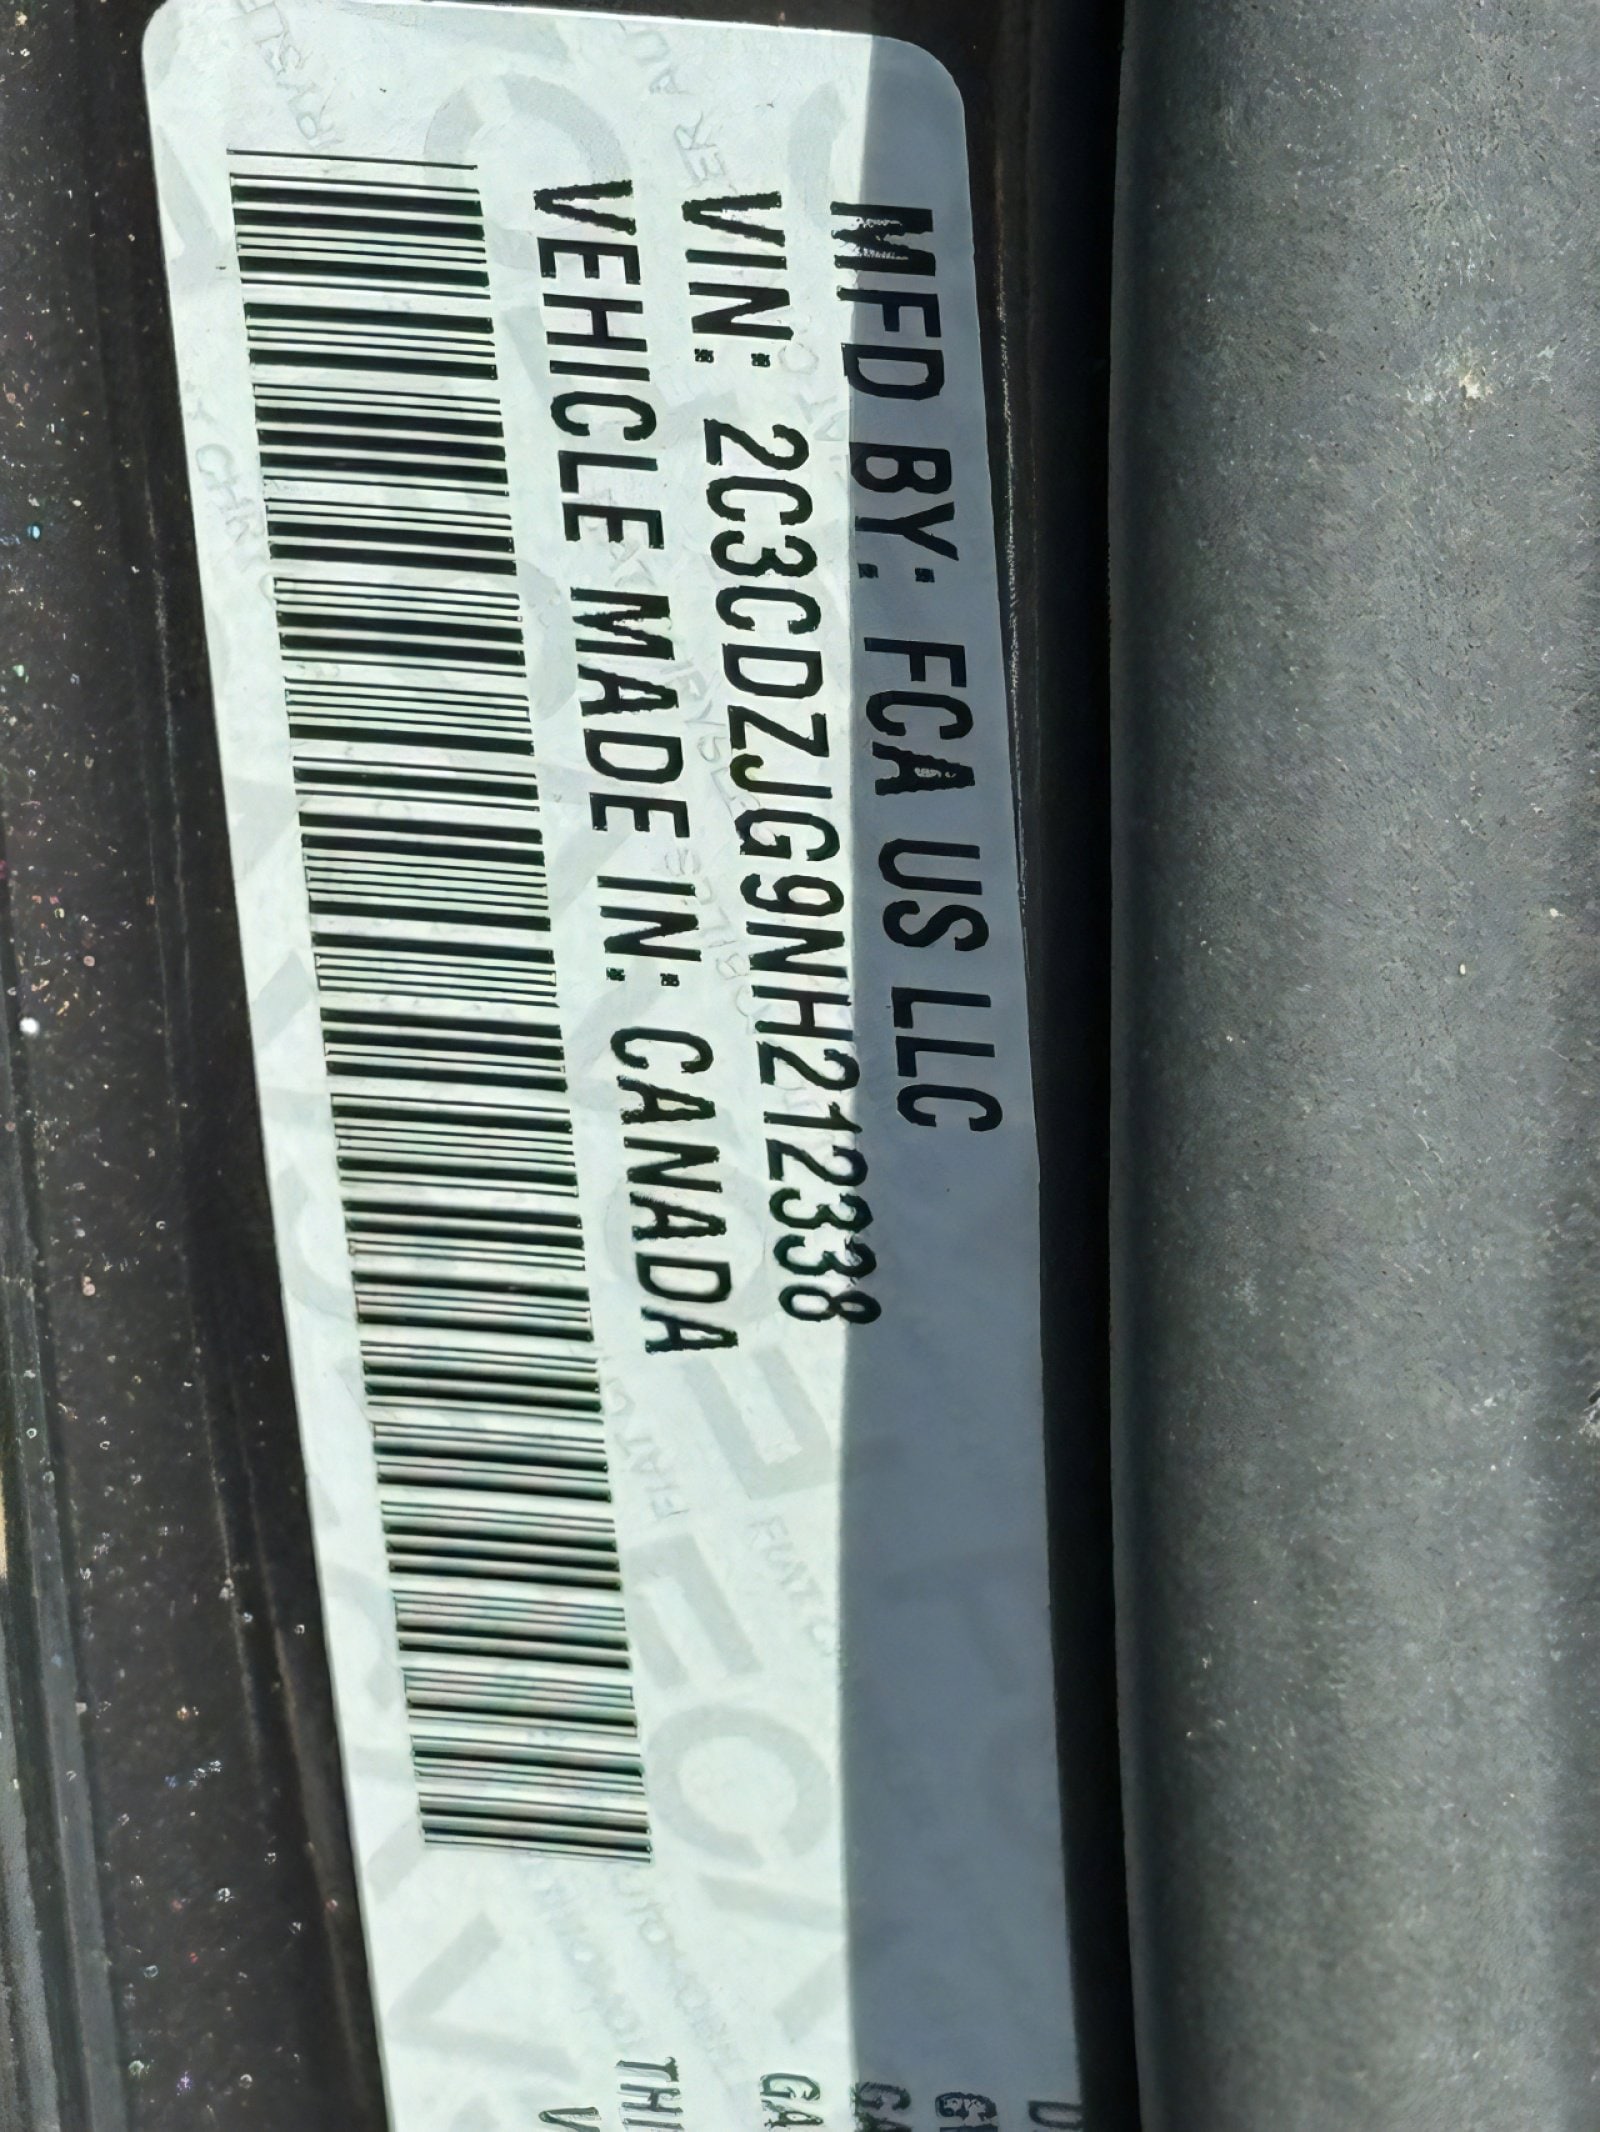 MFD BY: FCA US LLC
VIN: 2C3CDZJG9NH212338
VEHICLE MADE IN: CANADA